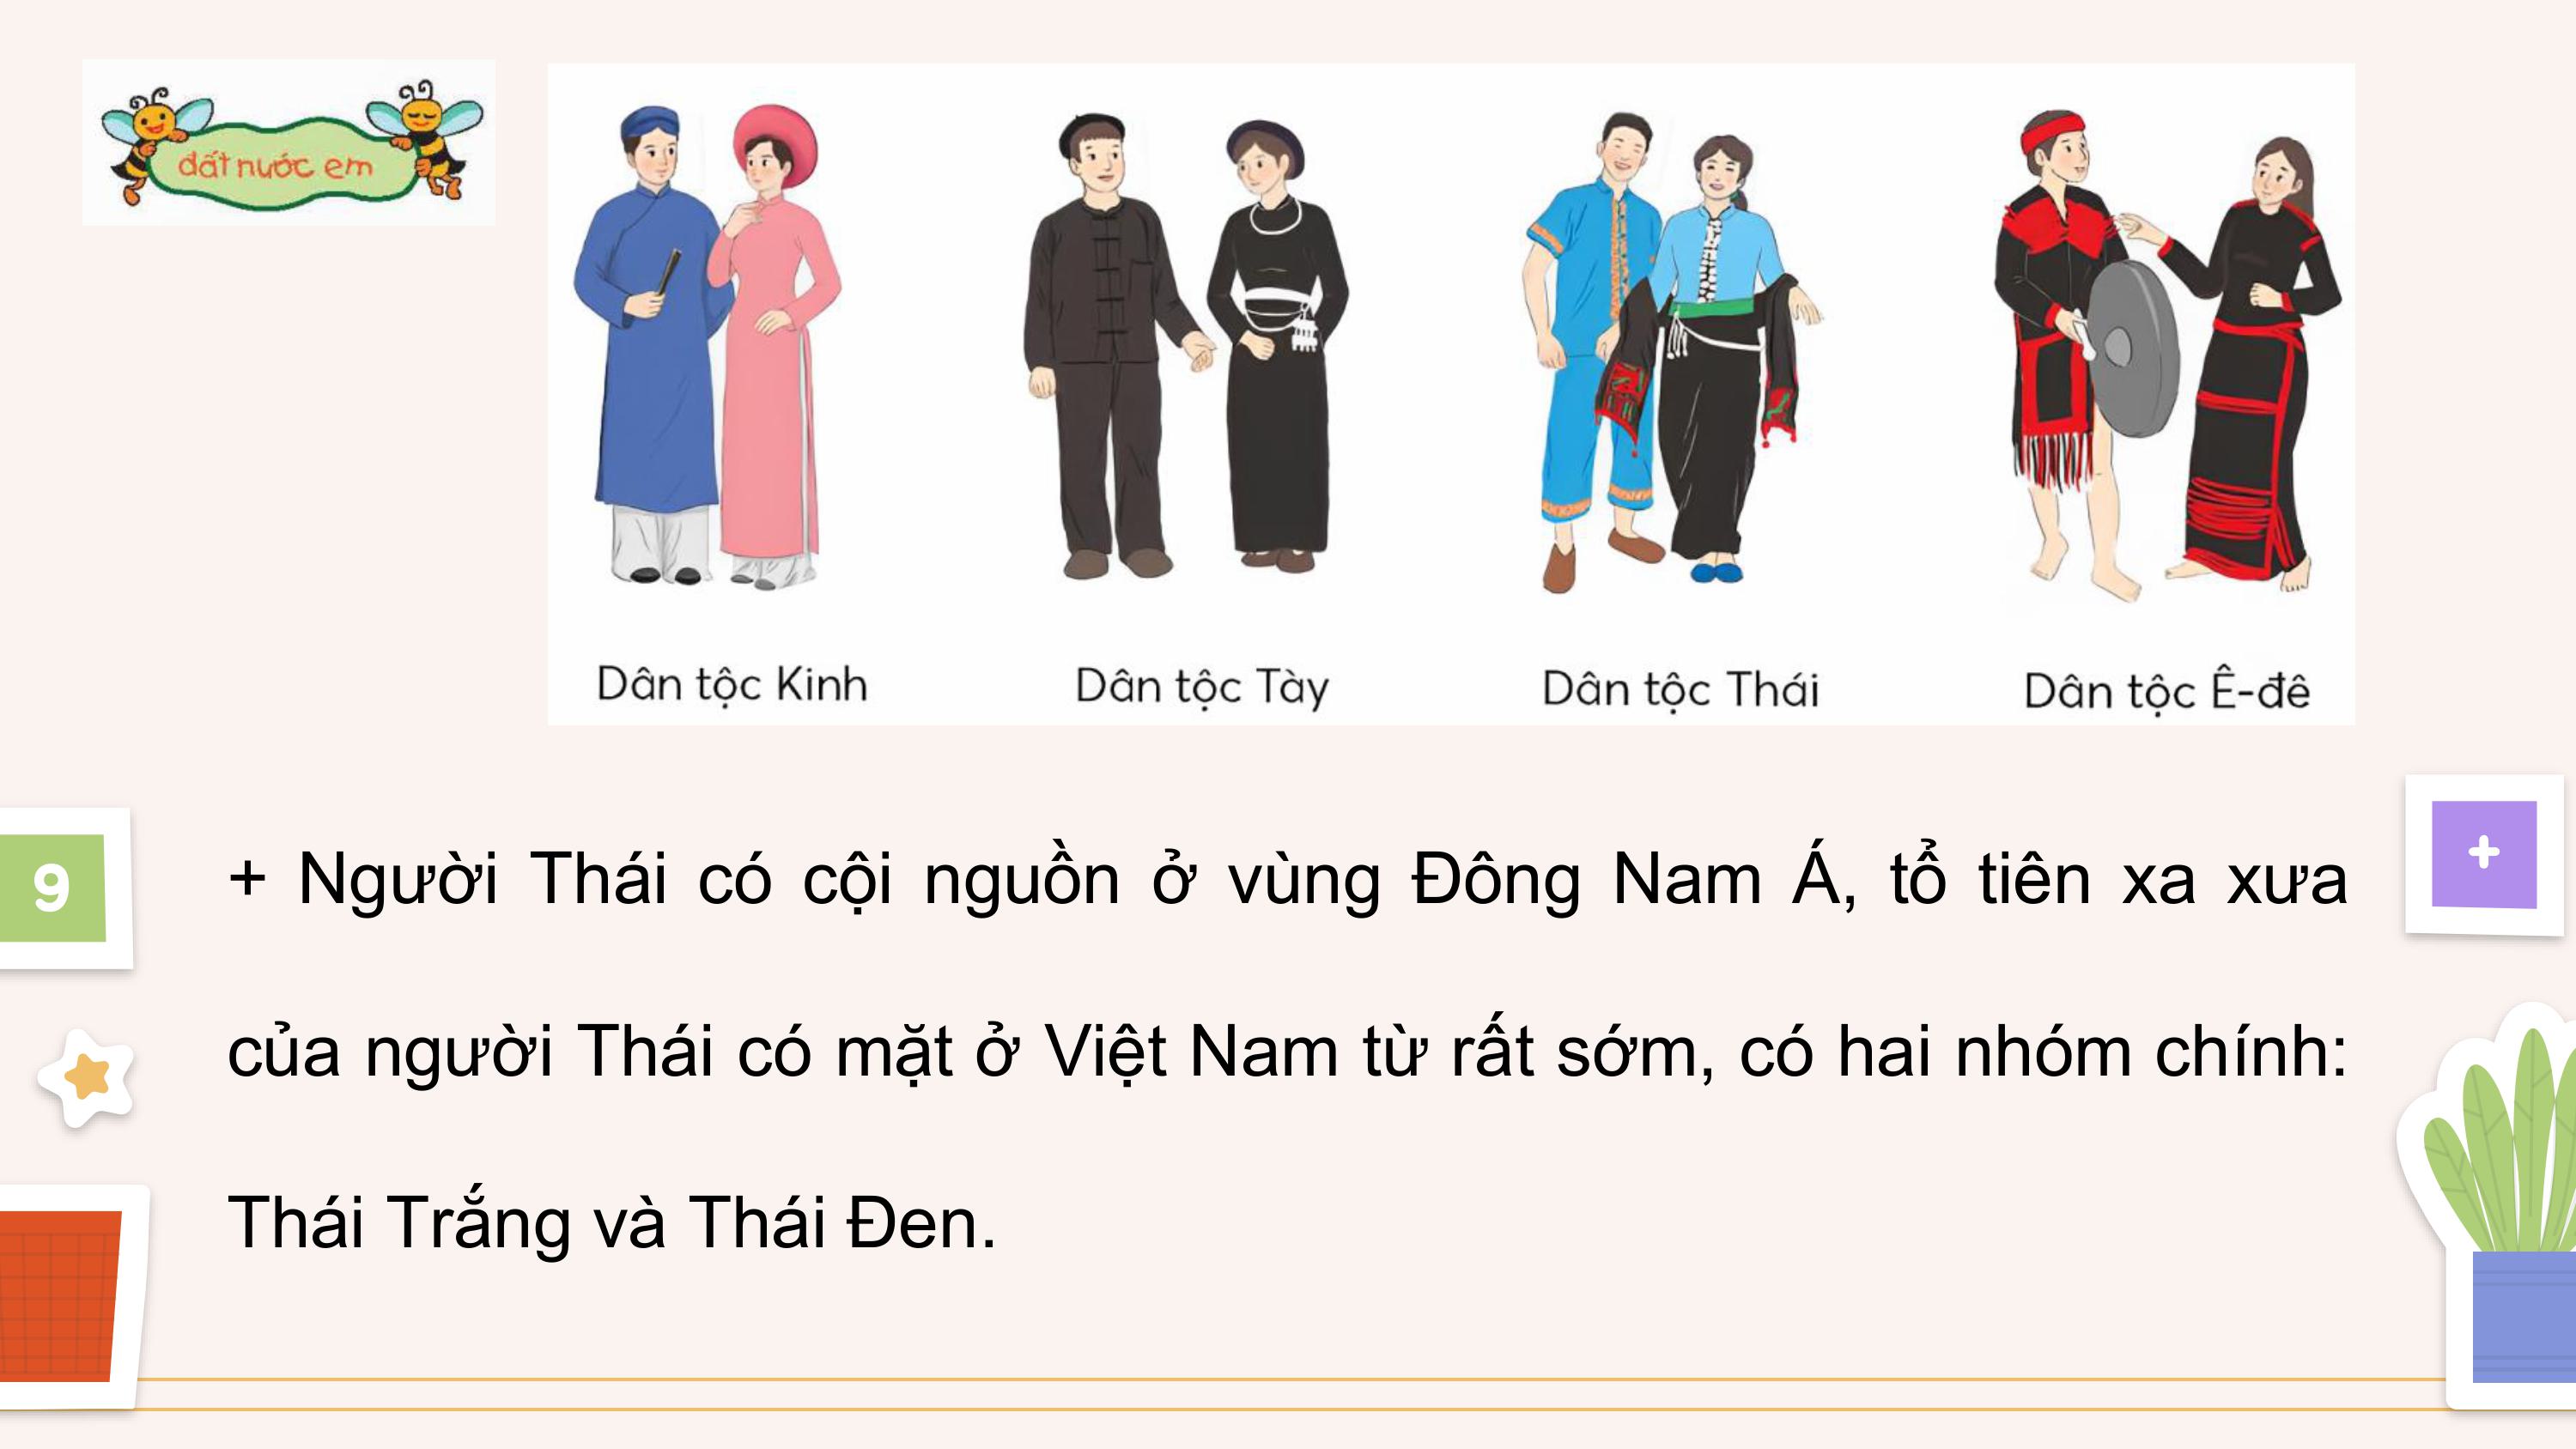 đất nước em
Dân tộc Kinh
Dân tộc Tày
Dân tộc Thái
Dân tộc Ê-đê
9
+
+ Người Thái có cội nguồn ở vùng Đông Nam Á, tổ tiên xa xưa
của người Thái có mặt ở Việt Nam từ rất sớm, có hai nhóm chính:
Thái Trắng và Thái Đen.